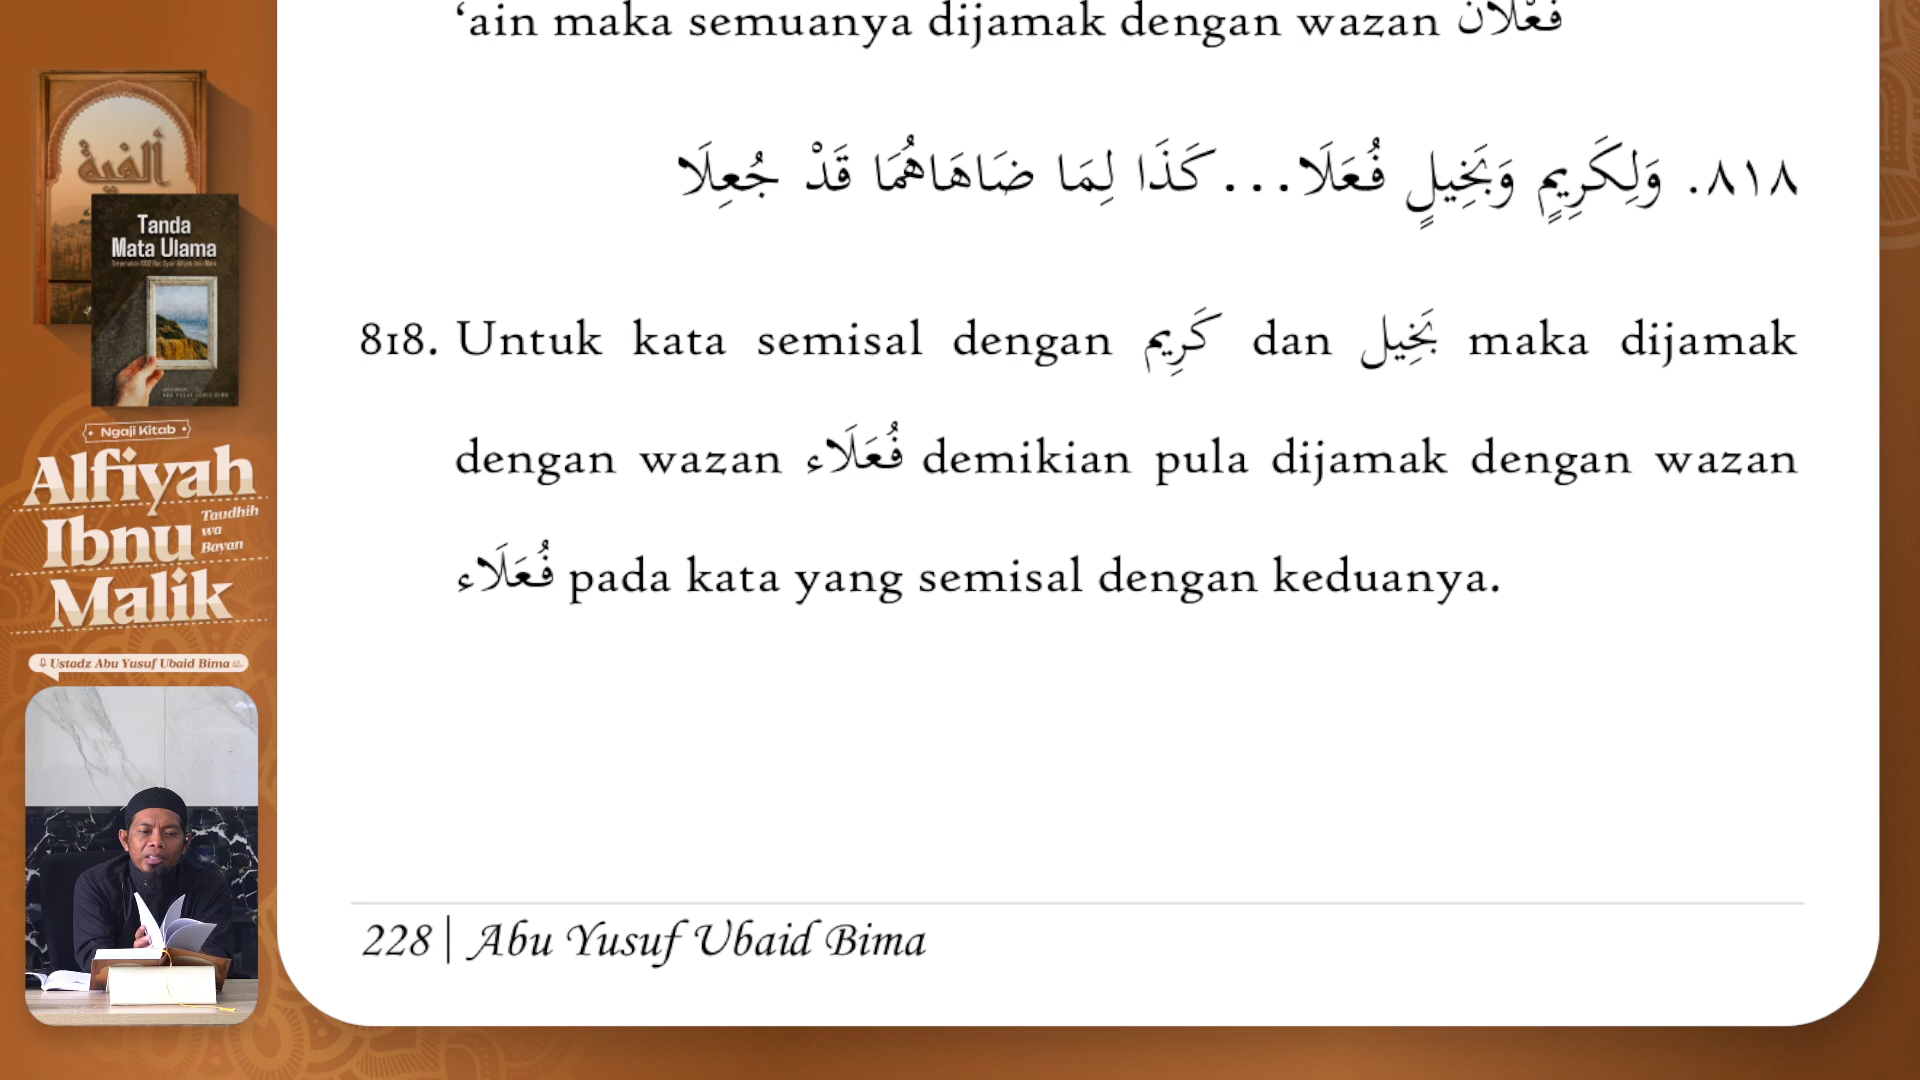 ألفية
Tanda
Mata Ulama
Ngaji Kitab
Alfiyah
Ibnu
Malik
Taudhih
wa
Bayan
Ustadz Abu Yusuf Ubaid Bima
‘ain maka semuanya dijamak dengan wazan فُعْلَان
٨١٨. وَلِكَرِيمٍ وَبَخِيلٍ فُعَلَا...كَذَا لِمَا ضَاهَاهُمَا قَدْ جُعِلَا
818. Untuk kata semisal dengan كَرِيم dan بَخِيل maka dijamak
dengan wazan فُعَلَاء demikian pula dijamak dengan wazan
فُعَلَاء pada kata yang semisal dengan keduanya.
228 | Abu Yusuf Ubaid Bima